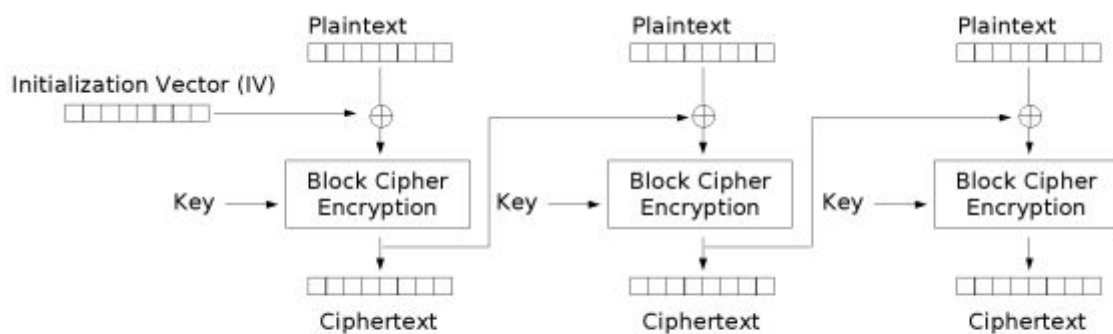 Plaintext
Plaintext
Plaintext
Initialization Vector (IV)
Key
Block Cipher
Encryption
Key
Block Cipher
Encryption
Key
Block Cipher
Encryption
Ciphertext
Ciphertext
Ciphertext